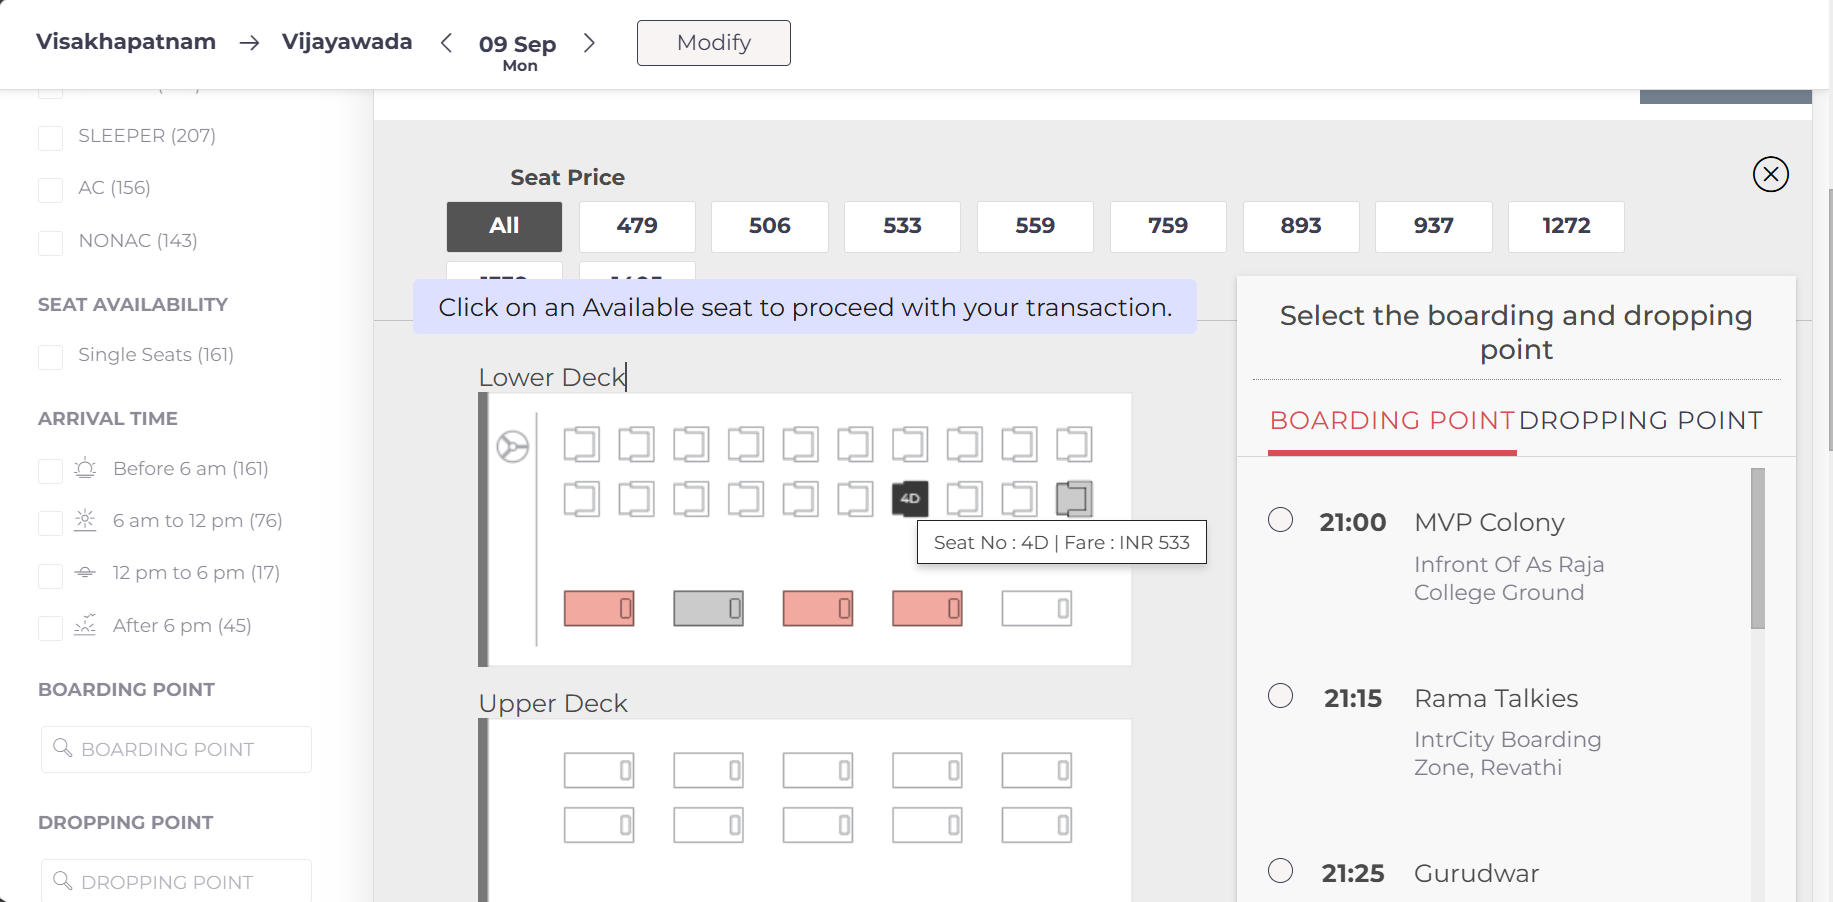 Visakhapatnam → Vijayawada < 09 Sep > Modify
Mon
SLEEPER (207)
AC (156)
NONAC (143)
SEAT AVAILABILITY
Single Seats (161)
ARRIVAL TIME
Before 6 am (161)
6 am to 12 pm (76)
12 pm to 6 pm (17)
After 6 pm (45)
BOARDING POINT
BOARDING POINT
DROPPING POINT
DROPPING POINT
Seat Price
All 479 506 533 559 759 893 937 1272
Click on an Available seat to proceed with your transaction.
Lower Deck
4D
Seat No : 4D | Fare : INR 533
Upper Deck
Select the boarding and dropping
point
BOARDING POINT DROPPING POINT
21:00 MVP Colony
Infront Of As Raja
College Ground
21:15 Rama Talkies
IntrCity Boarding
Zone, Revathi
21:25 Gurudwar